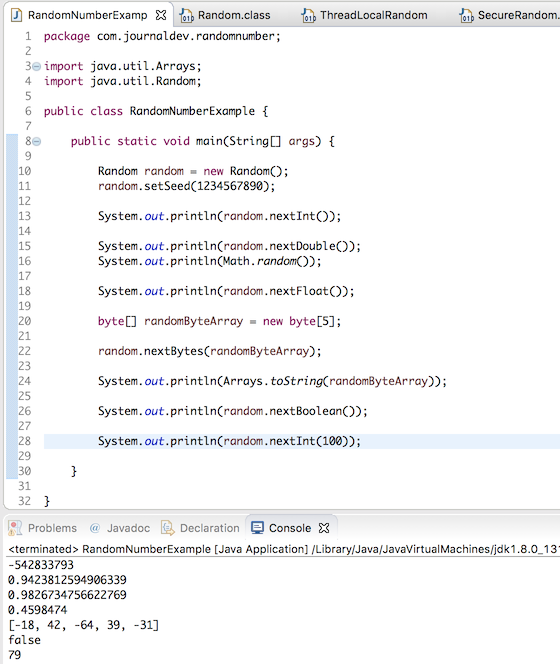 RandomNumberExamp Random.class ThreadLocalRandom SecureRandom.
1 package com.journaldev.randomnumber;
2
3 import java.util.Arrays;
4 import java.util.Random;
5
6 public class RandomNumberExample {
7
8 public static void main(String[] args) {
9
10 Random random = new Random();
11 random.setSeed(1234567890);
12
13 System.out.println(random.nextInt());
14
15 System.out.println(random.nextDouble());
16 System.out.println(Math.random());
17
18 System.out.println(random.nextFloat());
19
20 byte[] randomByteArray = new byte[5];
21
22 random.nextBytes(randomByteArray);
23
24 System.out.println(Arrays.toString(randomByteArray));
25
26 System.out.println(random.nextBoolean());
27
28 System.out.println(random.nextInt(100));
29
30 }
31
32 }
Problems @ Javadoc Declaration Console
<terminated> RandomNumberExample [Java Application] /Library/Java/JavaVirtualMachines/jdk1.8.0_131
-542833793
0.9423812594906339
0.9826734756622769
0.4598474
[-18, 42, -64, 39, -31]
false
79